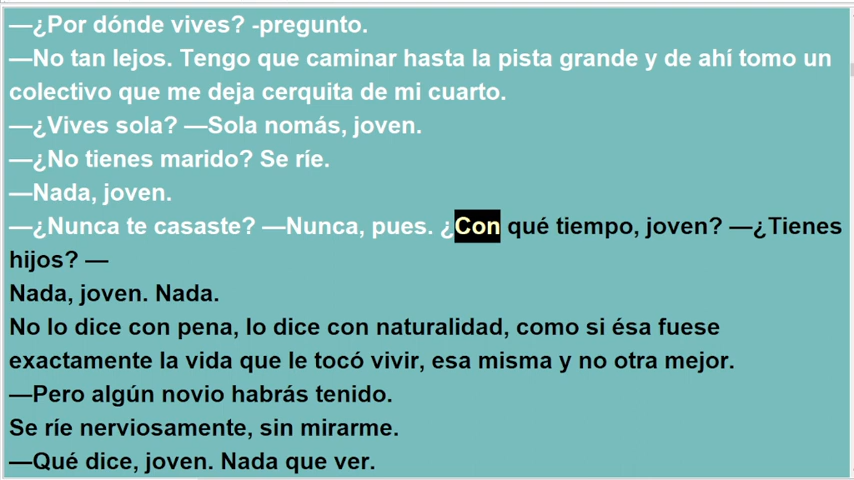 —¿Por dónde vives? -pregunto.
—No tan lejos. Tengo que caminar hasta la pista grande y de ahí tomo un
colectivo que me deja cerquita de mi cuarto.
—¿Vives sola? —Sola nomás, joven.
—¿No tienes marido? Se ríe.
—Nada, joven.
—¿Nunca te casaste? —Nunca, pues. ¿Con qué tiempo, joven? —¿Tienes
hijos? —
Nada, joven. Nada.
No lo dice con pena, lo dice con naturalidad, como si ésa fuese
exactamente la vida que le tocó vivir, esa misma y no otra mejor.
—Pero algún novio habrás tenido.
Se ríe nerviosamente, sin mirarme.
—Qué dice, joven. Nada que ver.